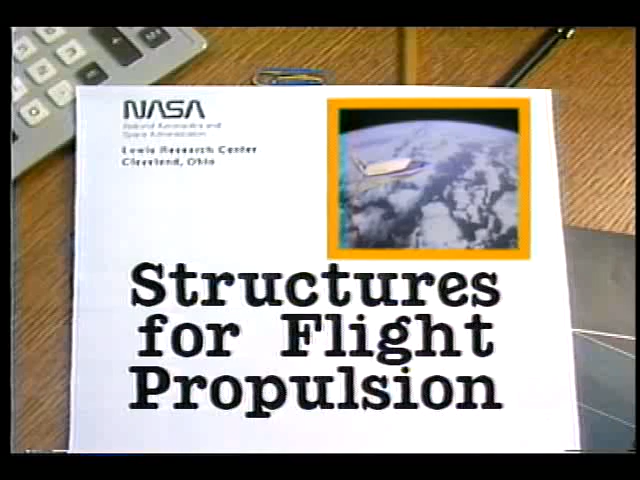 NASA
National Aeronautics and
Space Administration
Lewis Research Center
Cleveland, Ohio
Structures
for Flight
Propulsion